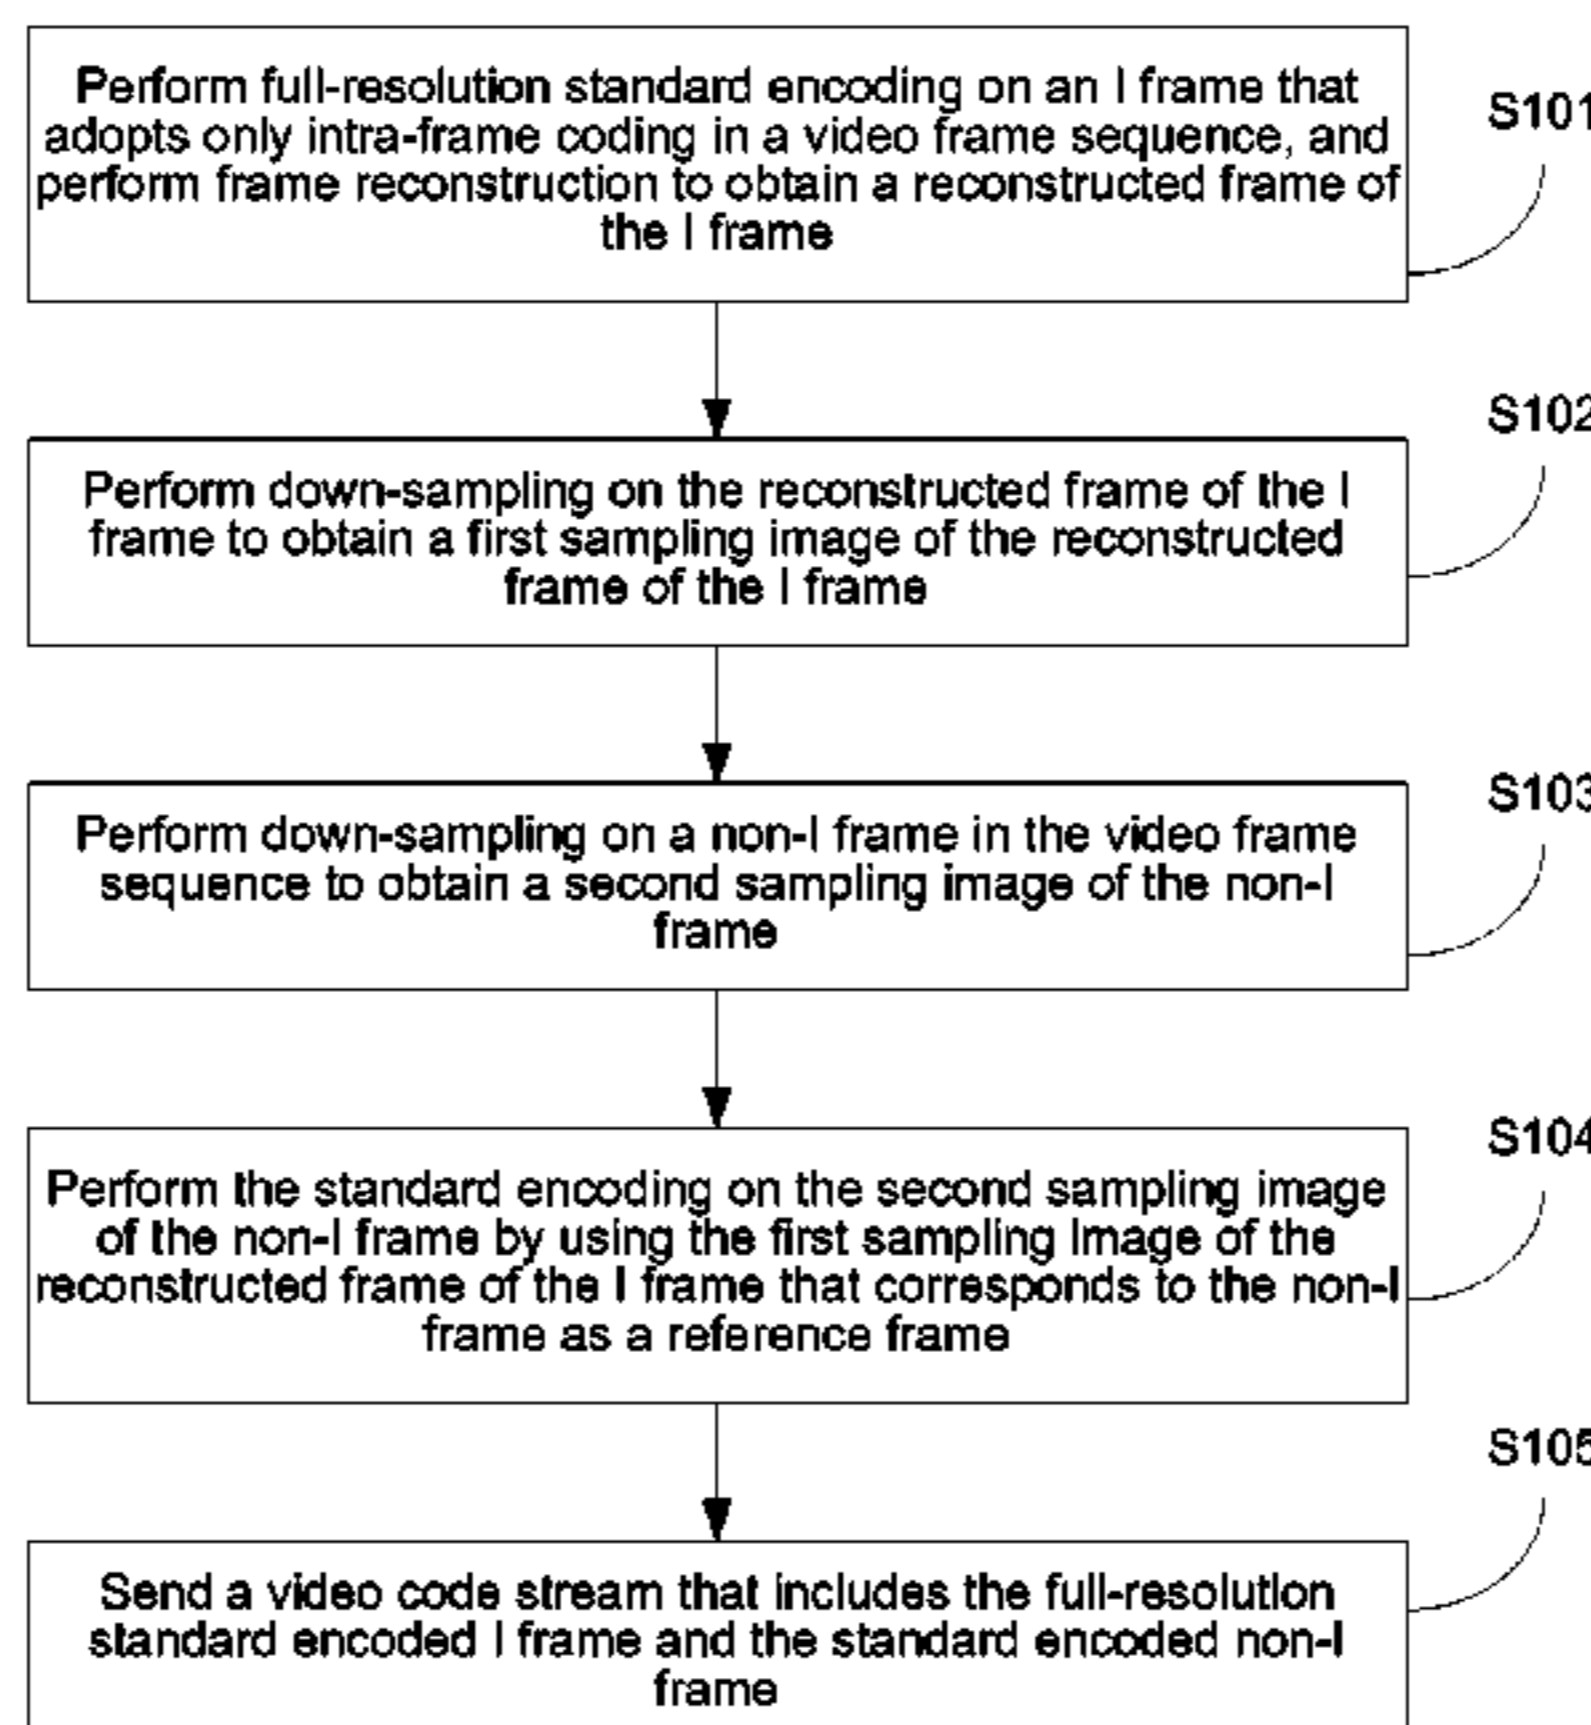 Perform full-resolution standard encoding on an I frame that
adopts only intra-frame coding in a video frame sequence, and
perform frame reconstruction to obtain a reconstructed frame of
the I frame
S101
Perform down-sampling on the reconstructed frame of the I
frame to obtain a first sampling image of the reconstructed
frame of the I frame
S102
Perform down-sampling on a non-I frame in the video frame
sequence to obtain a second sampling image of the non-I
frame
S103
Perform the standard encoding on the second sampling image
of the non-I frame by using the first sampling image of the
reconstructed frame of the I frame that corresponds to the non-I
frame as a reference frame
S104
Send a video code stream that includes the full-resolution
standard encoded I frame and the standard encoded non-I
frame
S105